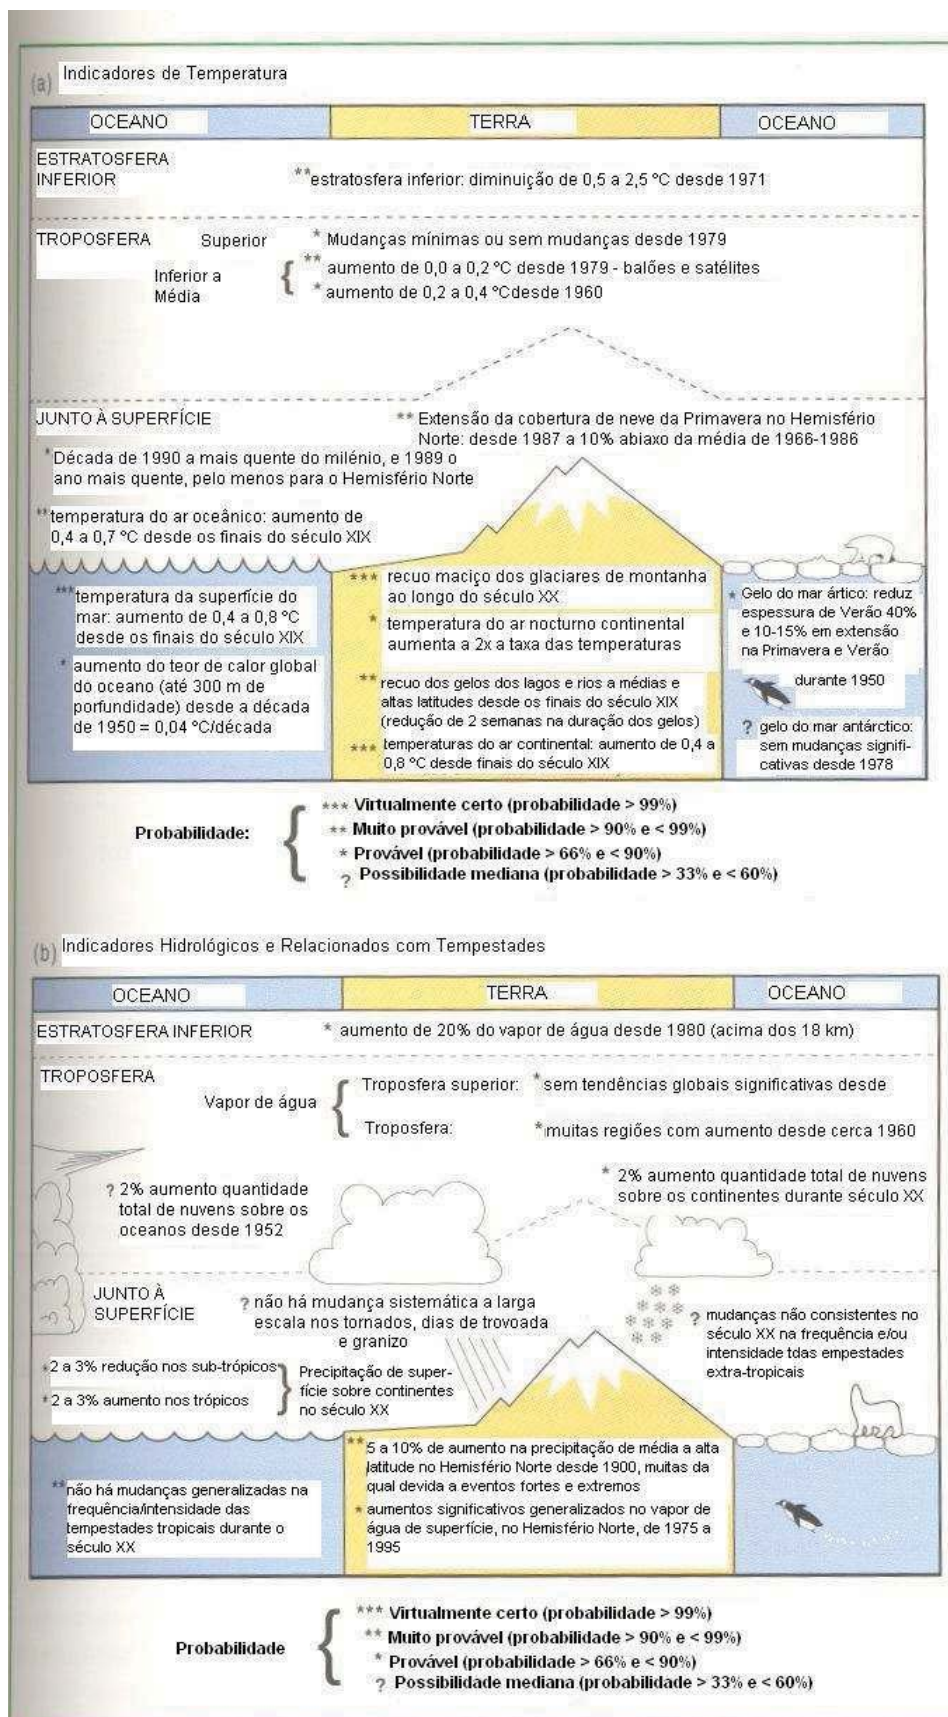 (a) Indicadores de Temperatura
OCEANO TERRA OCEANO
ESTRATOSFERA
INFERIOR
**estratosfera inferior: diminuição de 0,5 a 2,5 ºC desde 1971
TROPOSFERA Superior * Mudanças mínimas ou sem mudanças desde 1979
Inferior a
Média
** aumento de 0,0 a 0,2 ºC desde 1979 - balões e satélites
* aumento de 0,2 a 0,4 ºCdesde 1960
JUNTO À SUPERFÍCIE
** Extensão da cobertura de neve da Primavera no Hemisfério
Norte: desde 1987 a 10% abiaxo da média de 1966-1986
*Década de 1990 a mais quente do milénio, e 1989 o
ano mais quente, pelo menos para o Hemisfério Norte
**temperatura do ar oceânico: aumento de
0,4 a 0,7 ºC desde os finais do século XIX
***temperatura da superfície do
mar: aumento de 0,4 a 0,8 ºC
desde os finais do século XIX
* aumento do teor de calor global
do oceano (até 300 m de
porfundidade) desde a década
de 1950 = 0,04 ºC/década
*** recuo maciço dos glaciares de montanha
ao longo do século XX
* temperatura do ar nocturno continental
aumenta a 2x a taxa das temperaturas
** recuo dos gelos dos lagos e rios a médias e
altas latitudes desde os finais do século XIX
(redução de 2 semanas na duração dos gelos)
*** temperaturas do ar continental: aumento de 0,4 a
0,8 ºC desde finais do século XIX
* Gelo do mar ártico: reduz
espessura de Verão 40%
e 10-15% em extensão
na Primavera e Verão
durante 1950
? gelo do mar antárctico:
sem mudanças signifi-
cativas desde 1978
Probabilidade:
*** Virtualmente certo (probabilidade > 99%)
** Muito provável (probabilidade > 90% e < 99%)
* Provável (probabilidade > 66% e < 90%)
? Possibilidade mediana (probabilidade > 33% e < 60%)
(b) Indicadores Hidrológicos e Relacionados com Tempestades
OCEANO TERRA OCEANO
ESTRATOSFERA INFERIOR * aumento de 20% do vapor de água desde 1980 (acima dos 18 km)
TROPOSFERA
Vapor de água
Troposfera superior: *sem tendências globais significativas desde
Troposfera: *muitas regiões com aumento desde cerca 1960
? 2% aumento quantidade
total de nuvens sobre os
oceanos desde 1952
* 2% aumento quantidade total de nuvens
sobre os continentes durante século XX
JUNTO À
SUPERFÍCIE
? não há mudança sistemática a larga
escala nos tornados, dias de trovoada
e granizo
? mudanças não consistentes no
século XX na frequência e/ou
intensidade tdas empestades
extra-tropicais
*2 a 3% redução nos sub-trópicos
*2 a 3% aumento nos trópicos
Precipitação de super-
fície sobre continentes
no século XX
**não há mudanças generalizadas na
frequência/intensidade das
tempestades tropicais durante o
século XX
**5 a 10% de aumento na precipitação de média a alta
latitude no Hemisfério Norte desde 1900, muitas da
qual devida a eventos fortes e extremos
* aumentos significativos generalizados no vapor de
água de superfície, no Hemisfério Norte, de 1975 a
1995
Probabilidade
*** Virtualmente certo (probabilidade > 99%)
** Muito provável (probabilidade > 90% e < 99%)
* Provável (probabilidade > 66% e < 90%)
? Possibilidade mediana (probabilidade > 33% e < 60%)